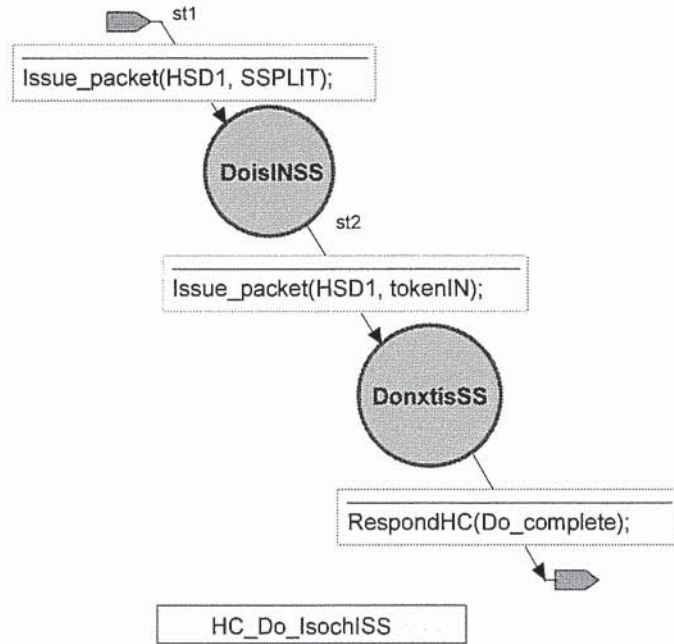 st1
Issue_packet(HSD1, SSPLIT);
DoisINSS
st2
Issue_packet(HSD1, tokenIN);
DonxtisSS
RespondHC(Do_complete);
HC_Do_IsochISS